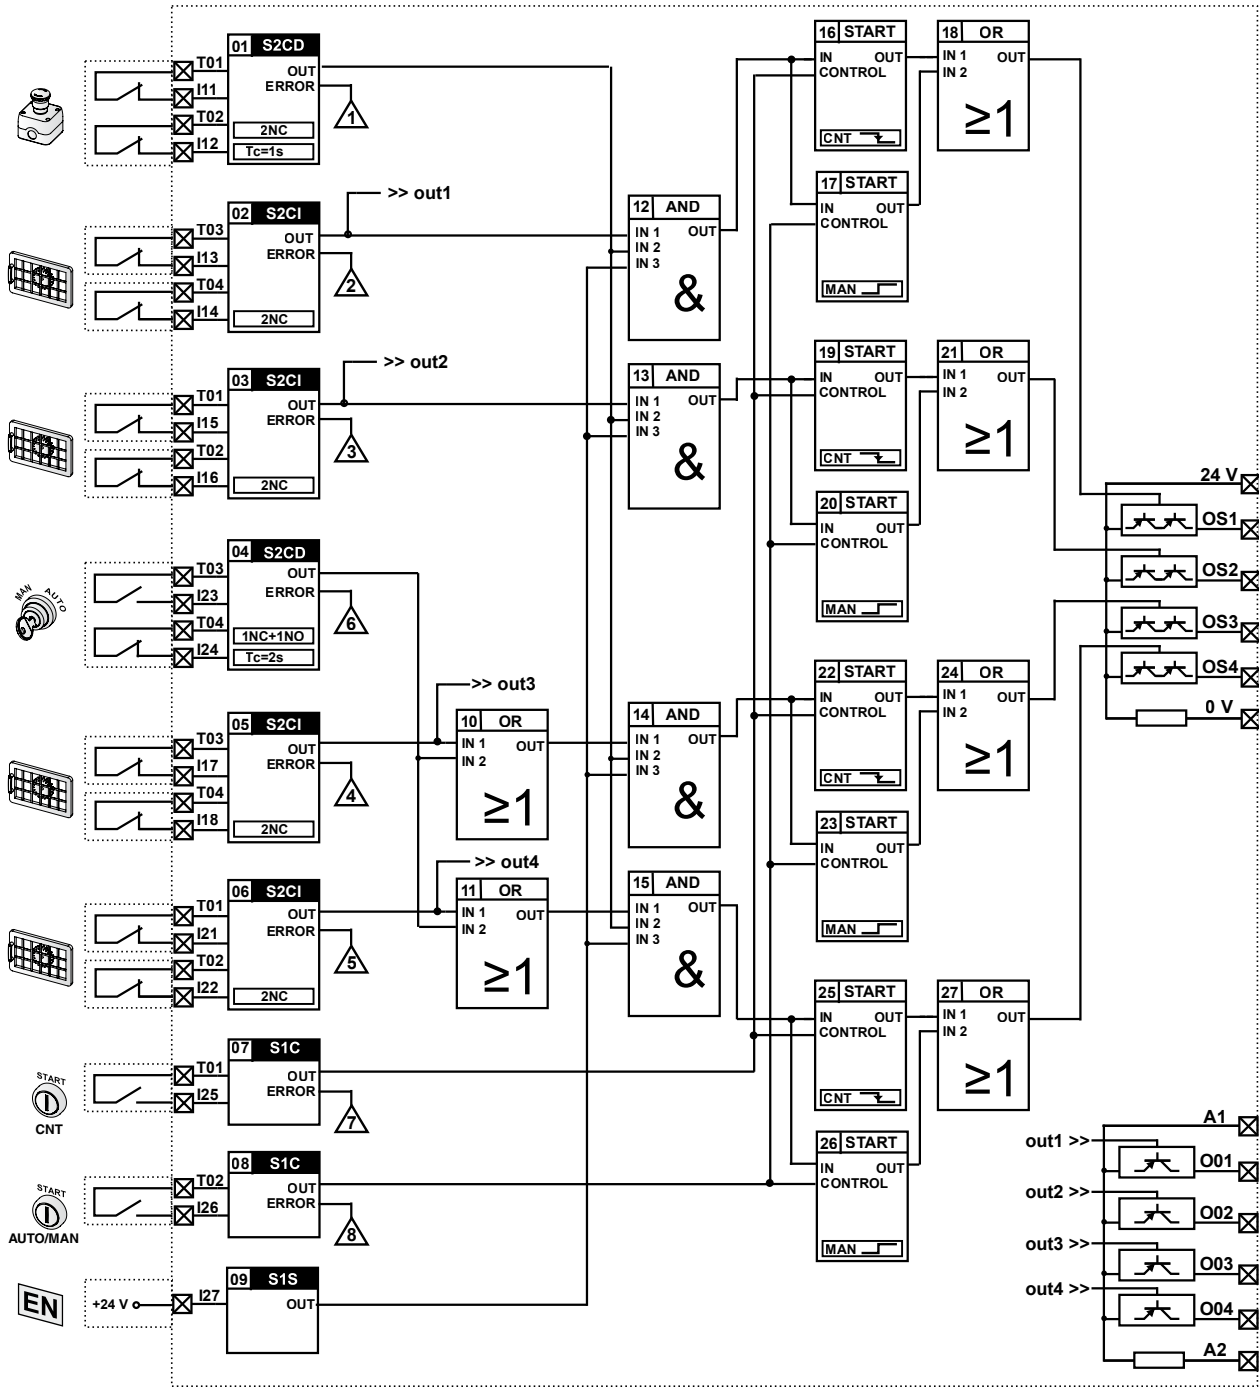 01 S2CD
T01
OUT
I11
ERROR
1
T02
2NC
I12
Tc=1s
>> out1
02 S2CI
T03
OUT
I13
ERROR
2
T04
I14
2NC
>> out2
03 S2CI
T01
OUT
I15
ERROR
3
T02
I16
2NC
MAN AUTO
04 S2CD
T03
OUT
I23
ERROR
6
T04
1NC+1NO
I24
Tc=2s
>> out3
05 S2CI
T03
OUT
I17
ERROR
4
T04
I18
2NC
>> out4
06 S2CI
T01
OUT
I21
ERROR
5
T02
I22
2NC
START
CNT
07 S1C
T01
OUT
I25
ERROR
7
START
AUTO/MAN
08 S1C
T02
OUT
I26
ERROR
8
EN
+24 V
09 S1S
I27
OUT
10 OR
IN 1 OUT
IN 2
≥1
11 OR
IN 1 OUT
IN 2
≥1
12 AND
IN 1 OUT
IN 2
IN 3
&
13 AND
IN 1 OUT
IN 2
IN 3
&
14 AND
IN 1 OUT
IN 2
IN 3
&
15 AND
IN 1 OUT
IN 2
IN 3
&
16 START
IN OUT
CONTROL
CNT
17 START
IN OUT
CONTROL
MAN
18 OR
IN 1 OUT
IN 2
≥1
19 START
IN OUT
CONTROL
CNT
20 START
IN OUT
CONTROL
MAN
21 OR
IN 1 OUT
IN 2
≥1
22 START
IN OUT
CONTROL
CNT
23 START
IN OUT
CONTROL
MAN
24 OR
IN 1 OUT
IN 2
≥1
25 START
IN OUT
CONTROL
CNT
26 START
IN OUT
CONTROL
MAN
27 OR
IN 1 OUT
IN 2
≥1
24 V
OS1
OS2
OS3
OS4
0 V
A1
out1 >>
O01
out2 >>
O02
out3 >>
O03
out4 >>
O04
A2